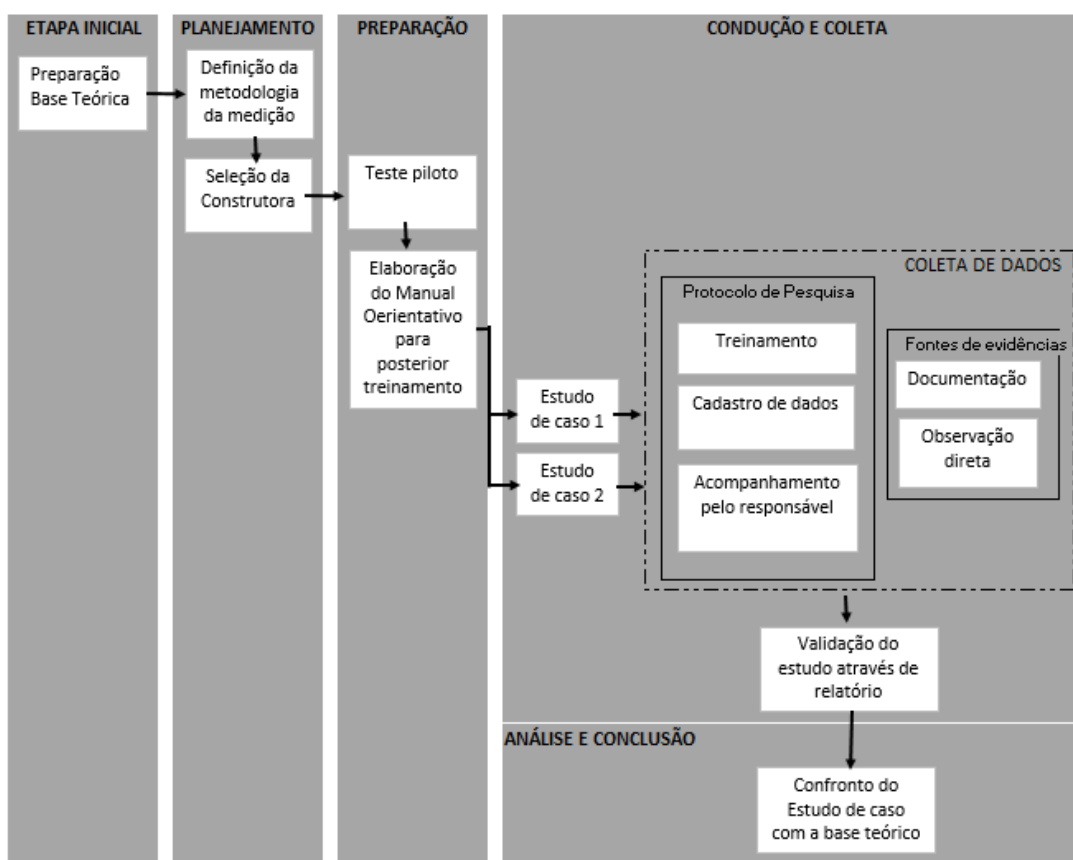 ETAPA INICIAL
Preparação
Base Teórica
PLANEJAMENTO
Definição da
metodologia
da medição
Seleção da
Construtora
PREPARAÇÃO
Teste piloto
Elaboração
do Manual
Oerientativo
para
posterior
treinamento
CONDUÇÃO E COLETA
Estudo
de caso 1
Estudo
de caso 2
COLETA DE DADOS
Protocolo de Pesquisa
Treinamento
Cadastro de dados
Acompanhamento
pelo responsável
Fontes de evidências
Documentação
Observação
direta
Validação do
estudo através de
relatório
ANÁLISE E CONCLUSÃO
Confronto do
Estudo de caso
com a base teórico